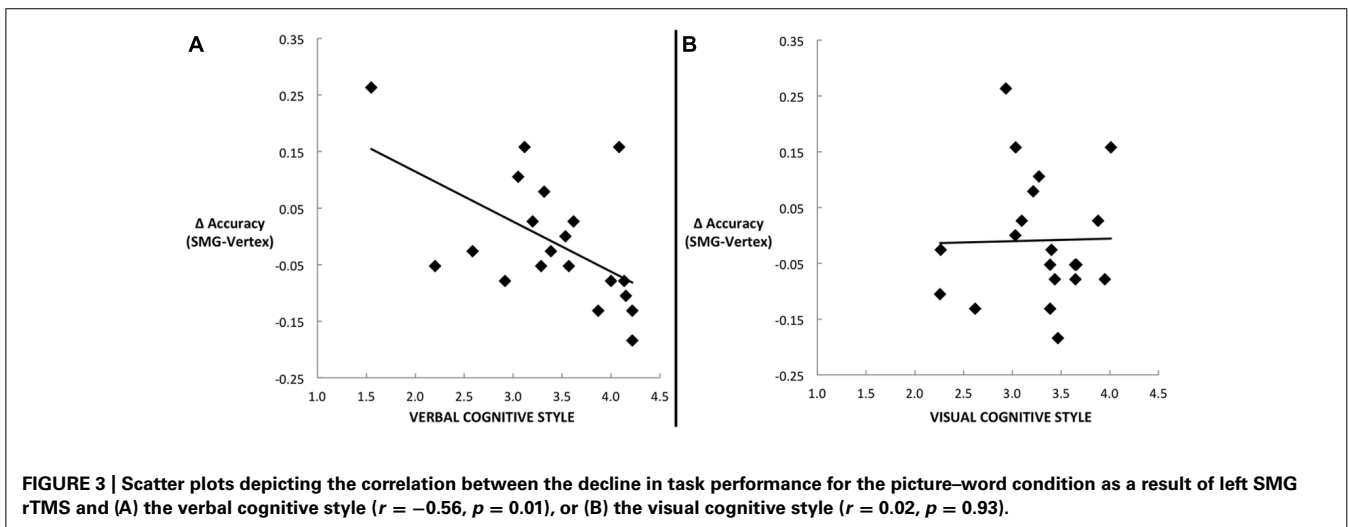 A
0.35
0.25
0.15
0.05
-0.05
-0.15
-0.25
Δ Accuracy
(SMG-Vertex)
1.0 1.5 2.0 2.5 3.0 3.5 4.0 4.5
VERBAL COGNITIVE STYLE
B
0.35
0.25
0.15
0.05
-0.05
-0.15
-0.25
Δ Accuracy
(SMG-Vertex)
1.0 1.5 2.0 2.5 3.0 3.5 4.0 4.5
VISUAL COGNITIVE STYLE
FIGURE 3 | Scatter plots depicting the correlation between the decline in task performance for the picture–word condition as a result of left SMG
rTMS and (A) the verbal cognitive style (r = −0.56, p = 0.01), or (B) the visual cognitive style (r = 0.02, p = 0.93).